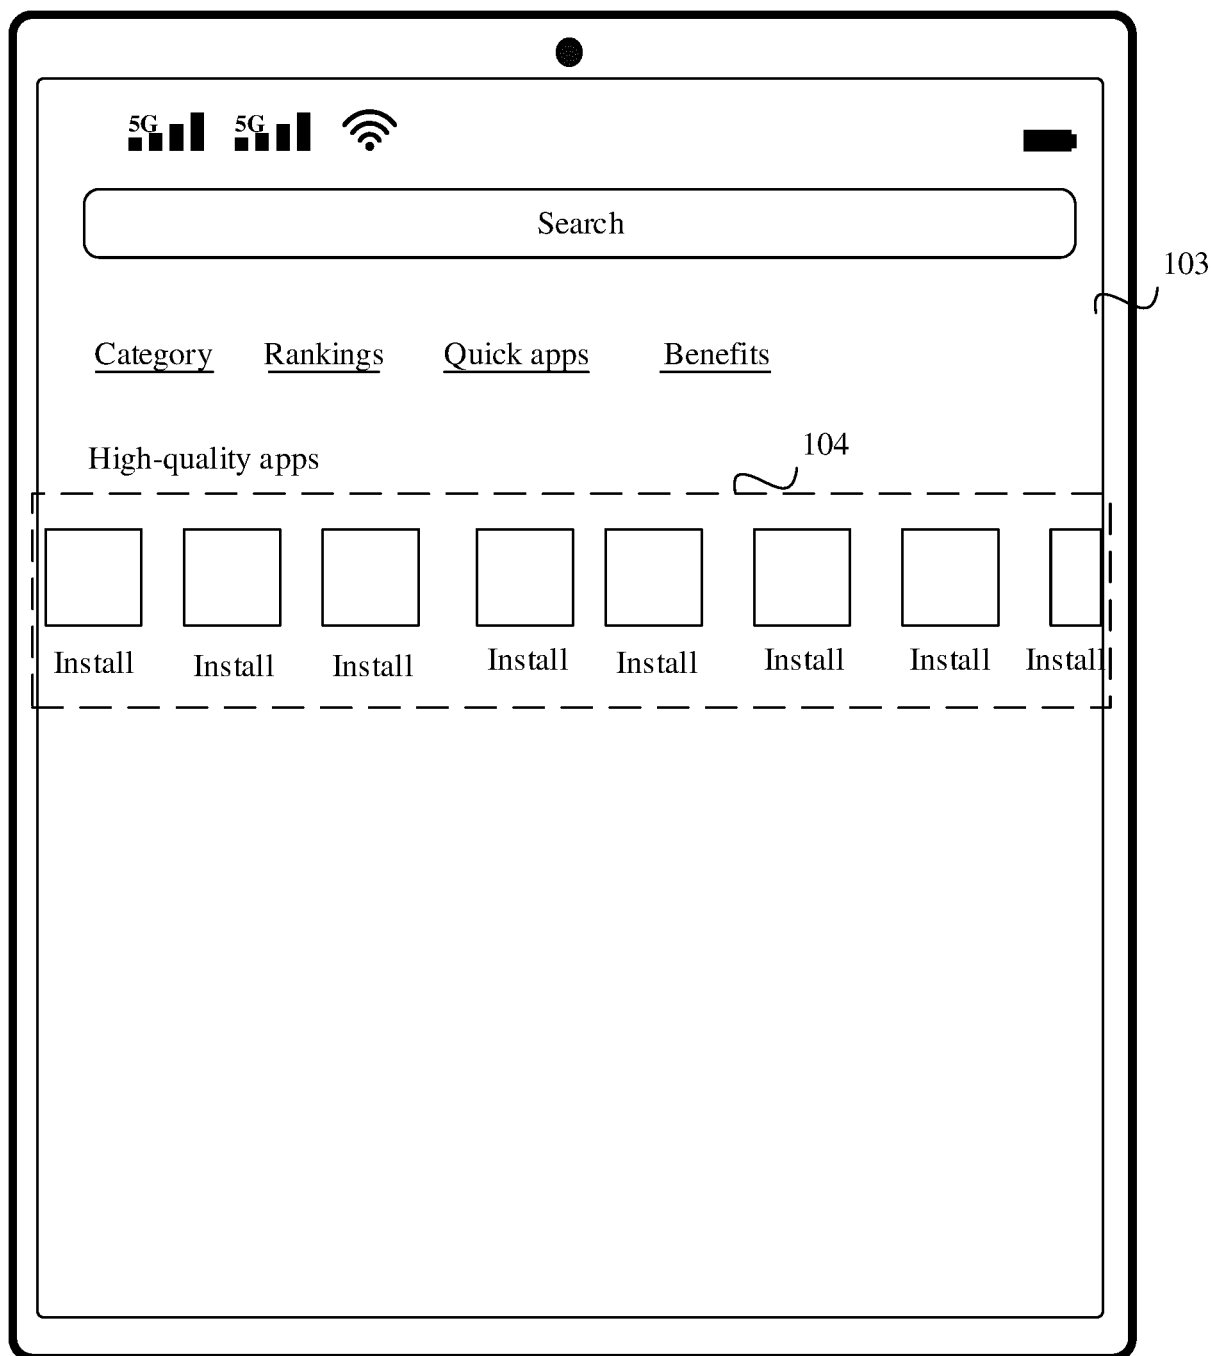 5G 5G
Search
103
Category Rankings Quick apps Benefits
104
High-quality apps
Install Install Install Install Install Install Install Install